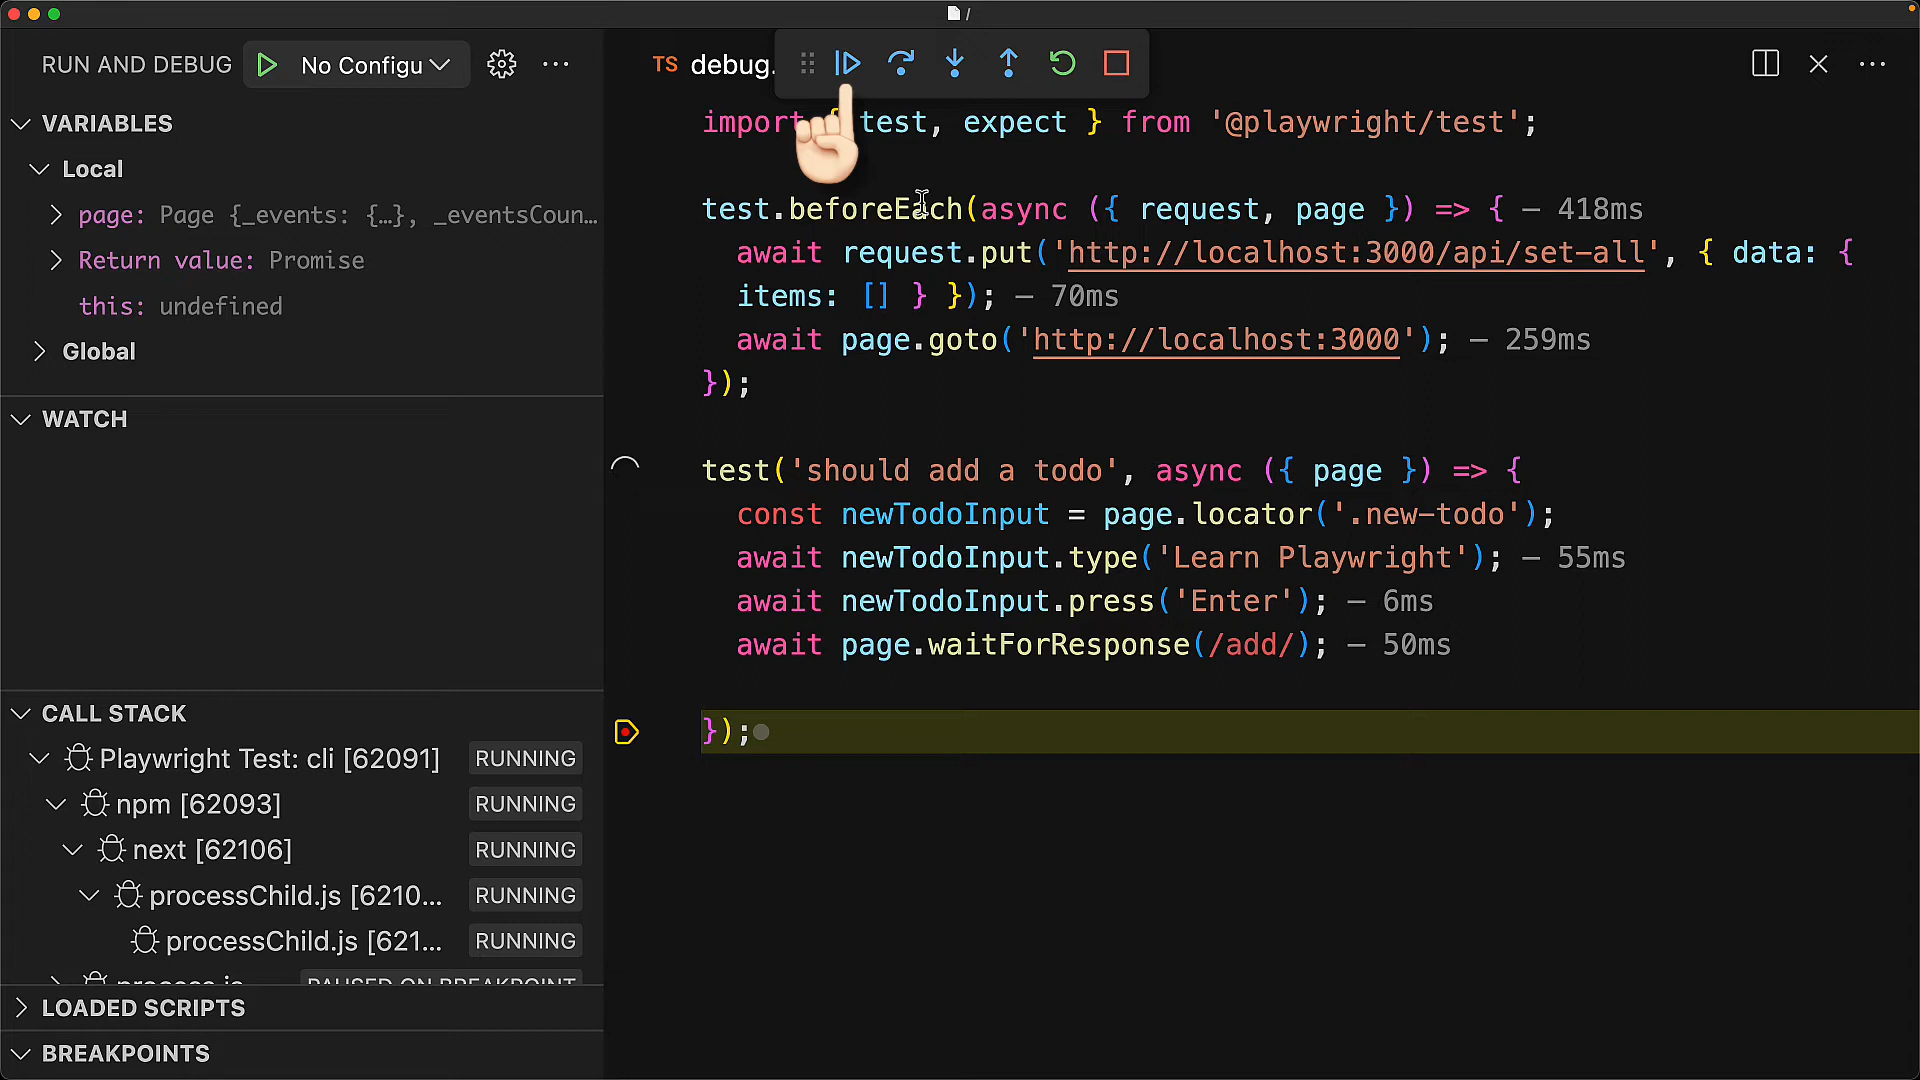 /
RUN AND DEBUG
No Configu
VARIABLES
Local
page: Page {_events: {…}, _eventsCoun…
Return value: Promise
this: undefined
Global
WATCH
CALL STACK
Playwright Test: cli [62091] RUNNING
npm [62093] RUNNING
next [62106] RUNNING
processChild.js [6210... RUNNING
processChild.js [621... RUNNING
process.js PAUSED ON BREAKPOINT
LOADED SCRIPTS
BREAKPOINTS
TS debug.
import { test, expect } from '@playwright/test';
test.beforeEach(async ({ request, page }) => { — 418ms
await request.put('http://localhost:3000/api/set-all', { data: {
items: [] } }); — 70ms
await page.goto('http://localhost:3000'); — 259ms
});
test('should add a todo', async ({ page }) => {
const newTodoInput = page.locator('.new-todo');
await newTodoInput.type('Learn Playwright'); — 55ms
await newTodoInput.press('Enter'); — 6ms
await page.waitForResponse(/add/); — 50ms
});